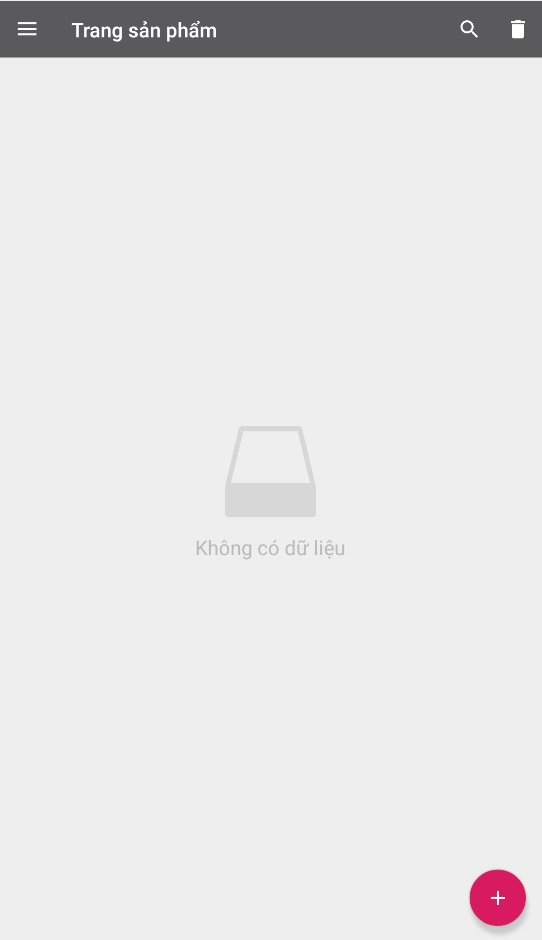 Trang sản phẩm
Không có dữ liệu